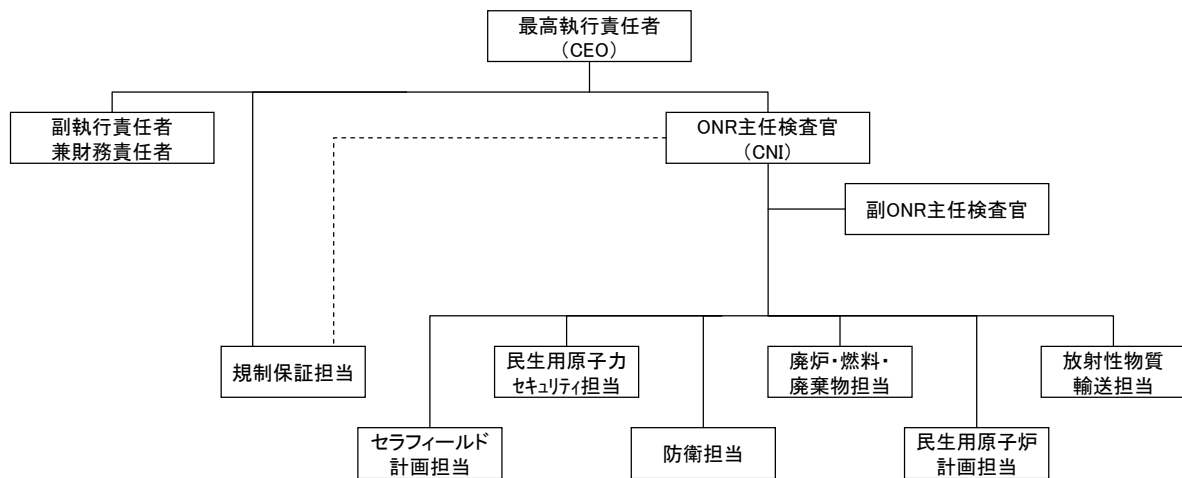 最高執行責任者
（CEO）
副執行責任者
兼財務責任者
ONR主任検査官
（CNI）
副ONR主任検査官
規制保証担当
民生用原子力
セキュリティ担当
廃炉・燃料・
廃棄物担当
放射性物質
輸送担当
セラフィールド
計画担当
防衛担当
民生用原子炉
計画担当